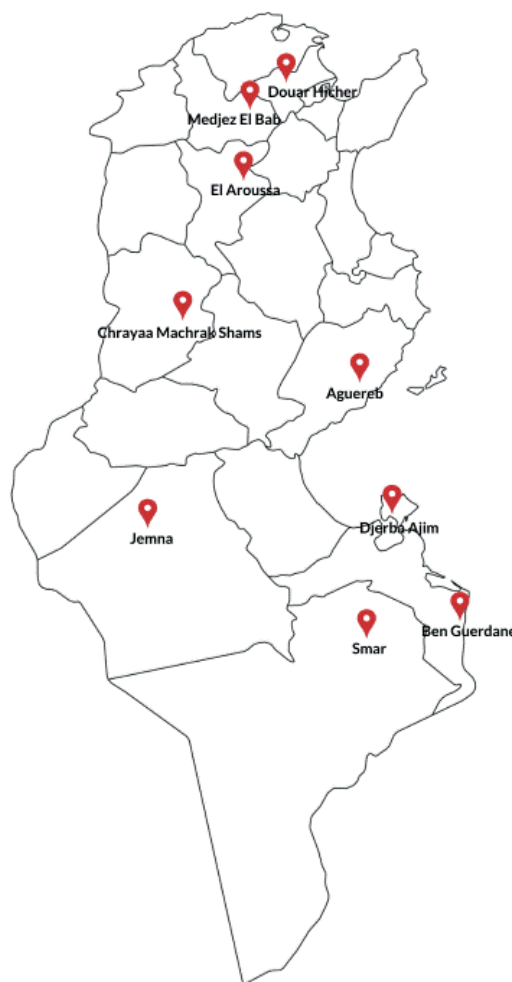 Douar Hicher
Medjez El Bab
El Aroussa
Chrayaa Machrak Shams
Aguereb
Djerba Ajim
Jemna
Ben Guerdane
Smar